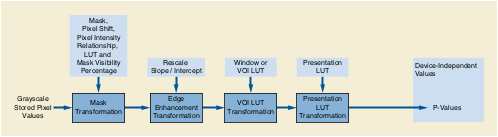 Mask,
Pixel Shift,
Pixel Intensity
Relationship,
LUT and
Mask Visiblity
Percentage
Rescale
Slope / Intercept
Window or
VOI LUT
Presentation
LUT
Device-Independent
Values
Grayscale
Stored Pixel
Values
Mask
Transformation
Edge
Enhancement
Transformation
VOI LUT
Transformation
Presentation
LUT
Transformation
P-Values